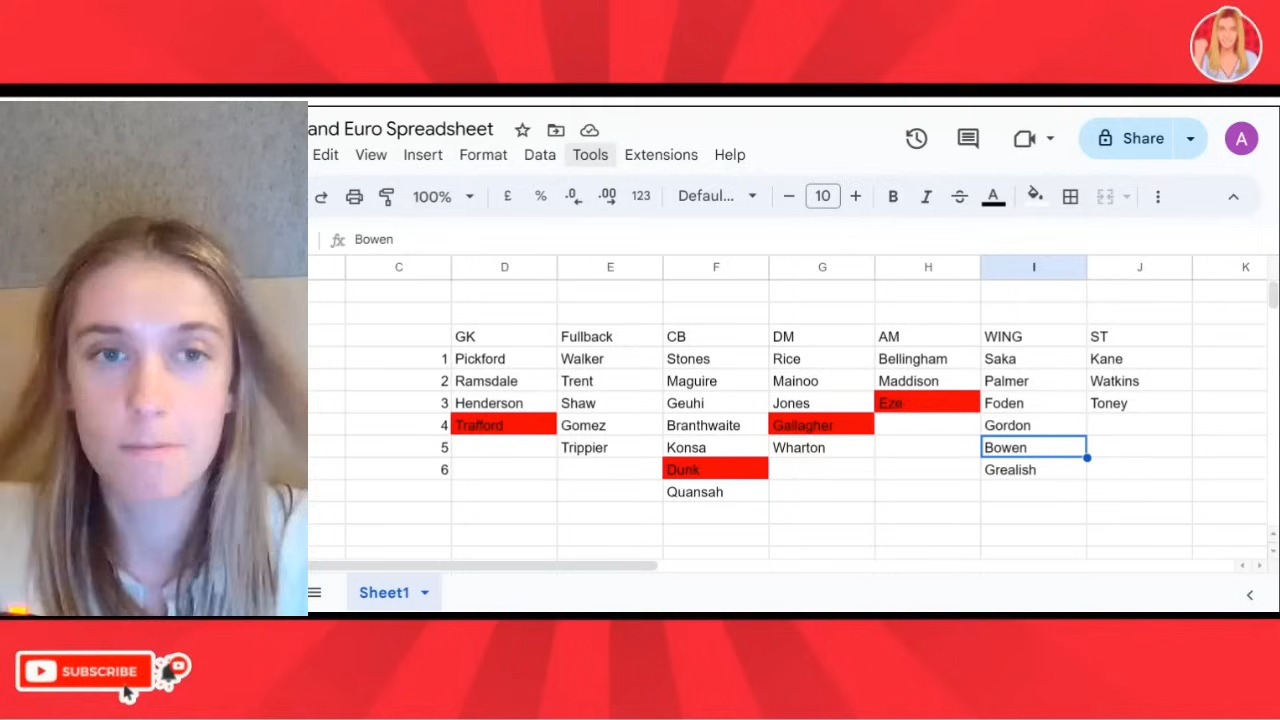 and Euro Spreadsheet
A
Share
Edit View Insert Format Data Tools Extensions Help
100% £ % .0 .00 123 Defaul... 10 B I A
fx Bowen
C D E F G H I J K
GK Fullback CB DM AM WING ST
1 Pickford Walker Stones Rice Bellingham Saka Kane
2 Ramsdale Trent Maguire Mainoo Maddison Palmer Watkins
3 Henderson Shaw Geuhi Jones Eze Foden Toney
4 Trafford Gomez Branthwaite Gallagher Gordon
5 Trippier Konsa Wharton Bowen
6 Dunk Grealish
Quansah
Sheet1
SUBSCRIBE